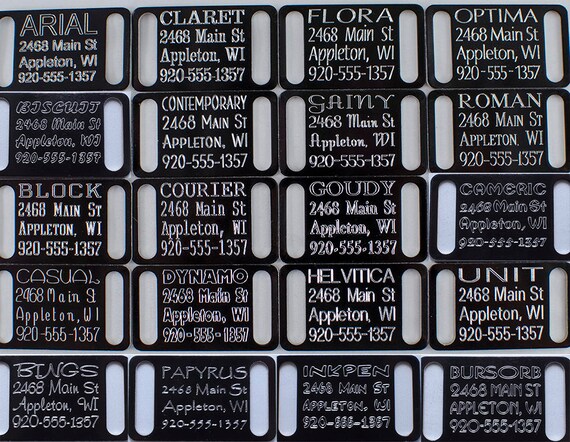 ARIAL
2468 Main St
Appleton, WI
920-555-1357
CLARET
2468 Main St
Appleton, WI
920-555-1357
FLORA
2468 Main St
Appleton, WI
920-555-1357
OPTIMA
2468 Main St
Appleton, WI
920-555-1357
BISCUIT
2468 Main St
Appleton, WI
920-555-1357
CONTEMPORARY
2468 Main St
Appleton, WI
920-555-1357
GAINY
2468 Main St
Appleton, WI
920-555-1357
ROMAN
2468 Main St
Appleton, WI
920-555-1357
BLOCK
2468 Main St
Appleton, WI
920-555-1357
COURIER
2468 Main St
Appleton, WI
920-555-1357
GOUDY
2468 Main St
Appleton, WI
920-555-1357
CAMERIC
2468 Main St
Appleton, WI
920-555-1357
CASUAL
2468 Main St
Appleton, WI
920-555-1357
DYNAMO
2468 Main St
Appleton, WI
920-555-1357
HELVITICA
2468 Main St
Appleton, WI
920-555-1357
UNIT
2468 Main St
Appleton, WI
920-555-1357
BINGS
2468 Main St
Appleton, WI
920-555-1357
PAPYRUS
2468 Main St
Appleton, WI
920-555-1357
INKPEN
2468 MAIN ST
APPLETON, WI
920-555-1357
BURSORB
2468 MAIN ST
APPLETON, WI
920-555-1357